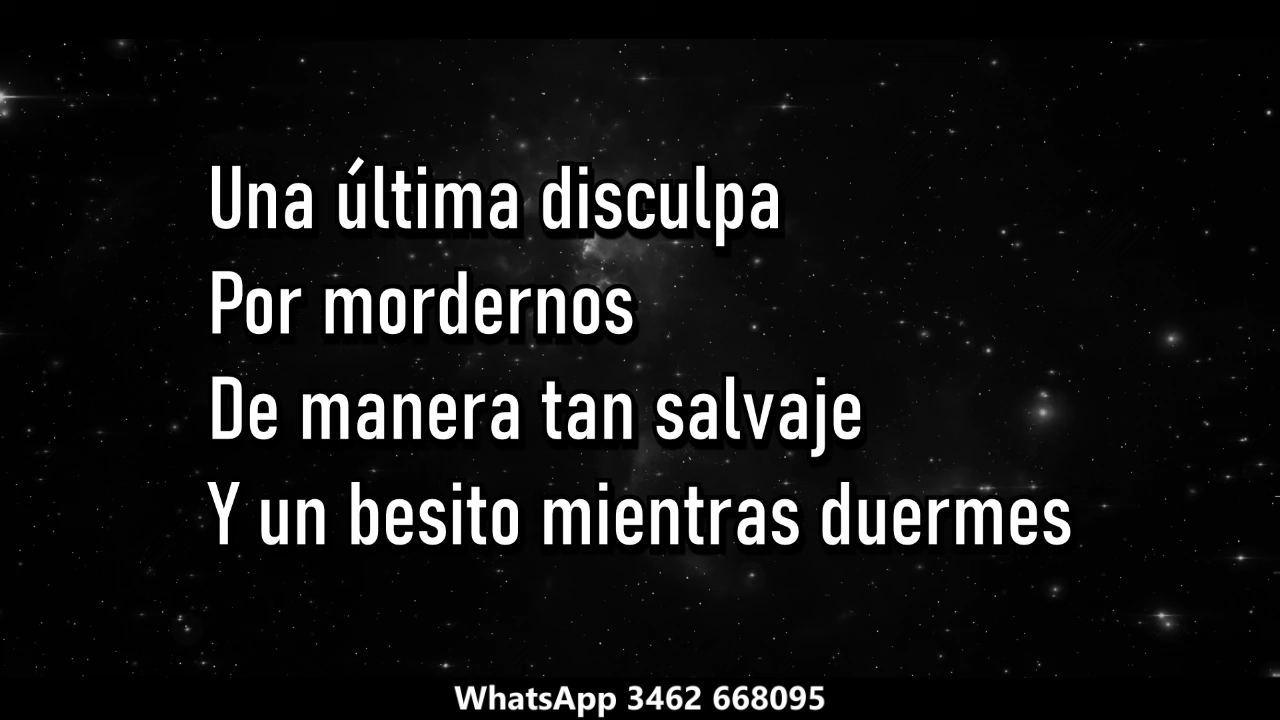 Una última disculpa
Por mordernos
De manera tan salvaje
Y un besito mientras duermes
WhatsApp 3462 668095